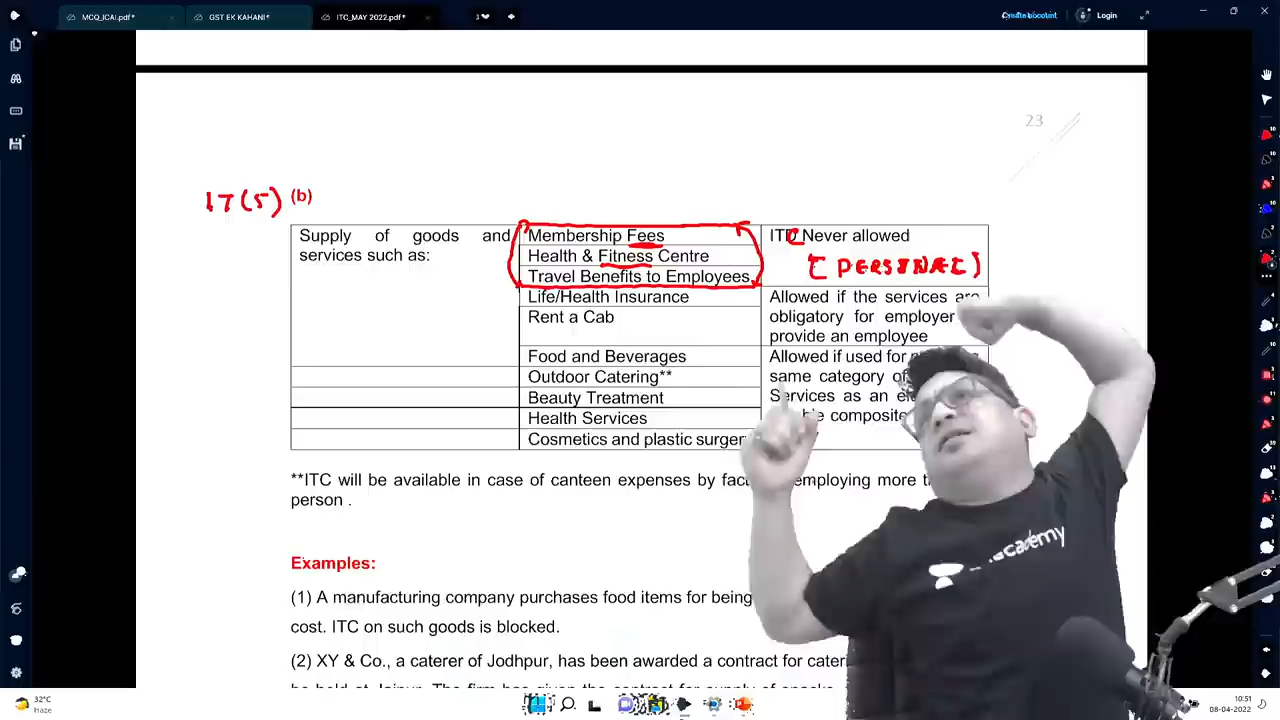 MCQ_ICAI.pdf*
GST EK KAHANI*
ITC_MAY 2022.pdf*
3
Login
23
17(5) (b)
Supply of goods and services such as:
Membership Fees
Health & Fitness Centre
Travel Benefits to Employees
ITC Never allowed
[PERSONAL]
Life/Health Insurance
Rent a Cab
Allowed if the services are
obligatory for employer
provide an employee
Food and Beverages
Outdoor Catering**
Beauty Treatment
Health Services
Cosmetics and plastic surgery
Allowed if used for
same category of
Services as an
composite
**ITC will be available in case of canteen expenses by employing more
person .
Examples:
(1) A manufacturing company purchases food items for being
cost. ITC on such goods is blocked.
(2) XY & Co., a caterer of Jodhpur, has been awarded a contract for
32°C
Haze
10:51
08-04-2022